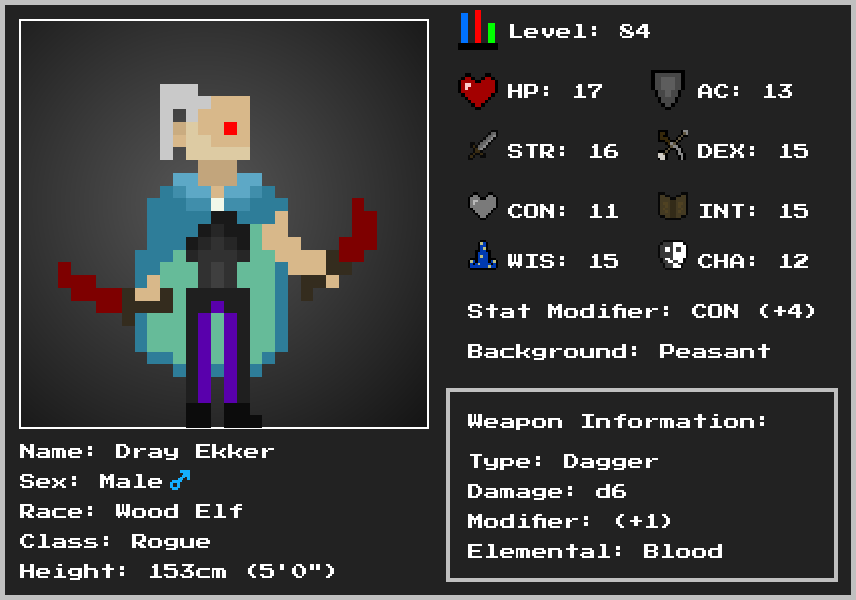 Level: 84
HP: 17
AC: 13
STR: 16
DEX: 15
CON: 11
INT: 15
WIS: 15
CHA: 12
Stat Modifier: CON (+4)
Background: Peasant
Weapon Information:
Type: Dagger
Damage: d6
Modifier: (+1)
Elemental: Blood
Name: Dray Ekker
Sex: Male♂
Race: Wood Elf
Class: Rogue
Height: 153cm (5'0")